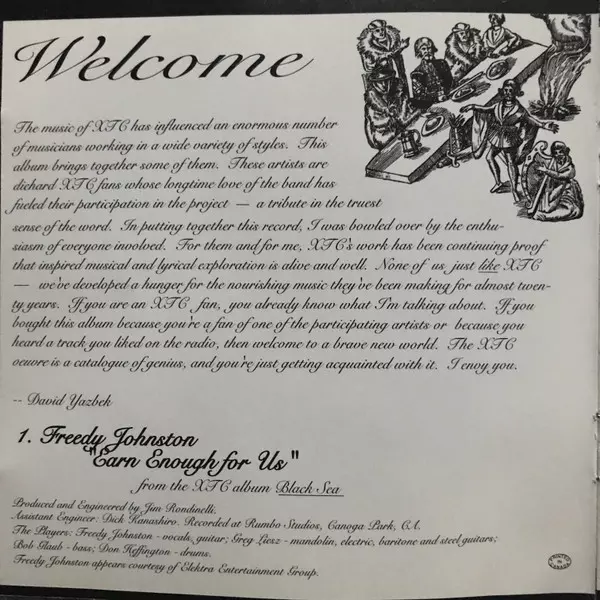 Welcome
The music of XTC has influenced an enormous number
of musicians working in a wide variety of styles. This
album brings together some of them. These artists are
diehard XTC fans whose longtime love of the band has
fueled their participation in the project — a tribute in the truest
sense of the word. In putting together this record, I was bowled over by the enthu-
siasm of everyone involved. For them and for me, XTC's work has been continuing proof
that inspired musical and lyrical exploration is alive and well. None of us just like XTC
— we've developed a hunger for the nourishing music they've been making for almost twen-
ty years. If you are an XTC fan, you already know what I'm talking about. If you
bought this album because you're a fan of one of the participating artists or because you
heard a track you liked on the radio, then welcome to a brave new world. The XTC
oeuvre is a catalogue of genius, and you're just getting acquainted with it. I envy you.
-- David Yazbek
1. Freedy Johnston
"Earn Enough for Us"
from the XTC album Black Sea
Produced and Engineered by Jim Rondinelli.
Assistant Engineer: Dick Kanashiro. Recorded at Rumbo Studios, Canoga Park, CA.
The Players: Freedy Johnston - vocals, guitar; Greg Liesz - mandolin, electric, baritone and steel guitars;
Bob Glaub - bass; Don Heffington - drums.
Freedy Johnston appears courtesy of Elektra Entertainment Group.
PRINTED
IN
CANADA